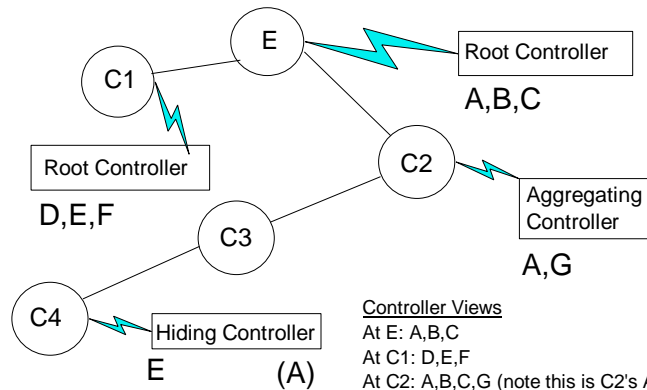 E
Root Controller
C1
A,B,C
Root Controller
C2
Aggregating
Controller
D,E,F
C3
A,G
C4
Hiding Controller
E
(A)
Controller Views
At E: A,B,C
At C1: D,E,F
At C2: A,B,C,G (note this is C2's